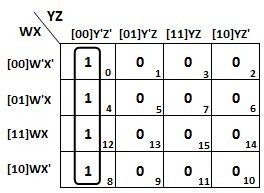 YZ
WX
[00]Y'Z' [01]Y'Z [11]YZ [10]YZ'
[00]W'X' 1 0 0 1 0 3 0 2
[01]W'X 1 4 0 5 0 7 0 6
[11]WX 1 12 0 13 0 15 0 14
[10]WX' 1 8 0 9 0 11 0 10